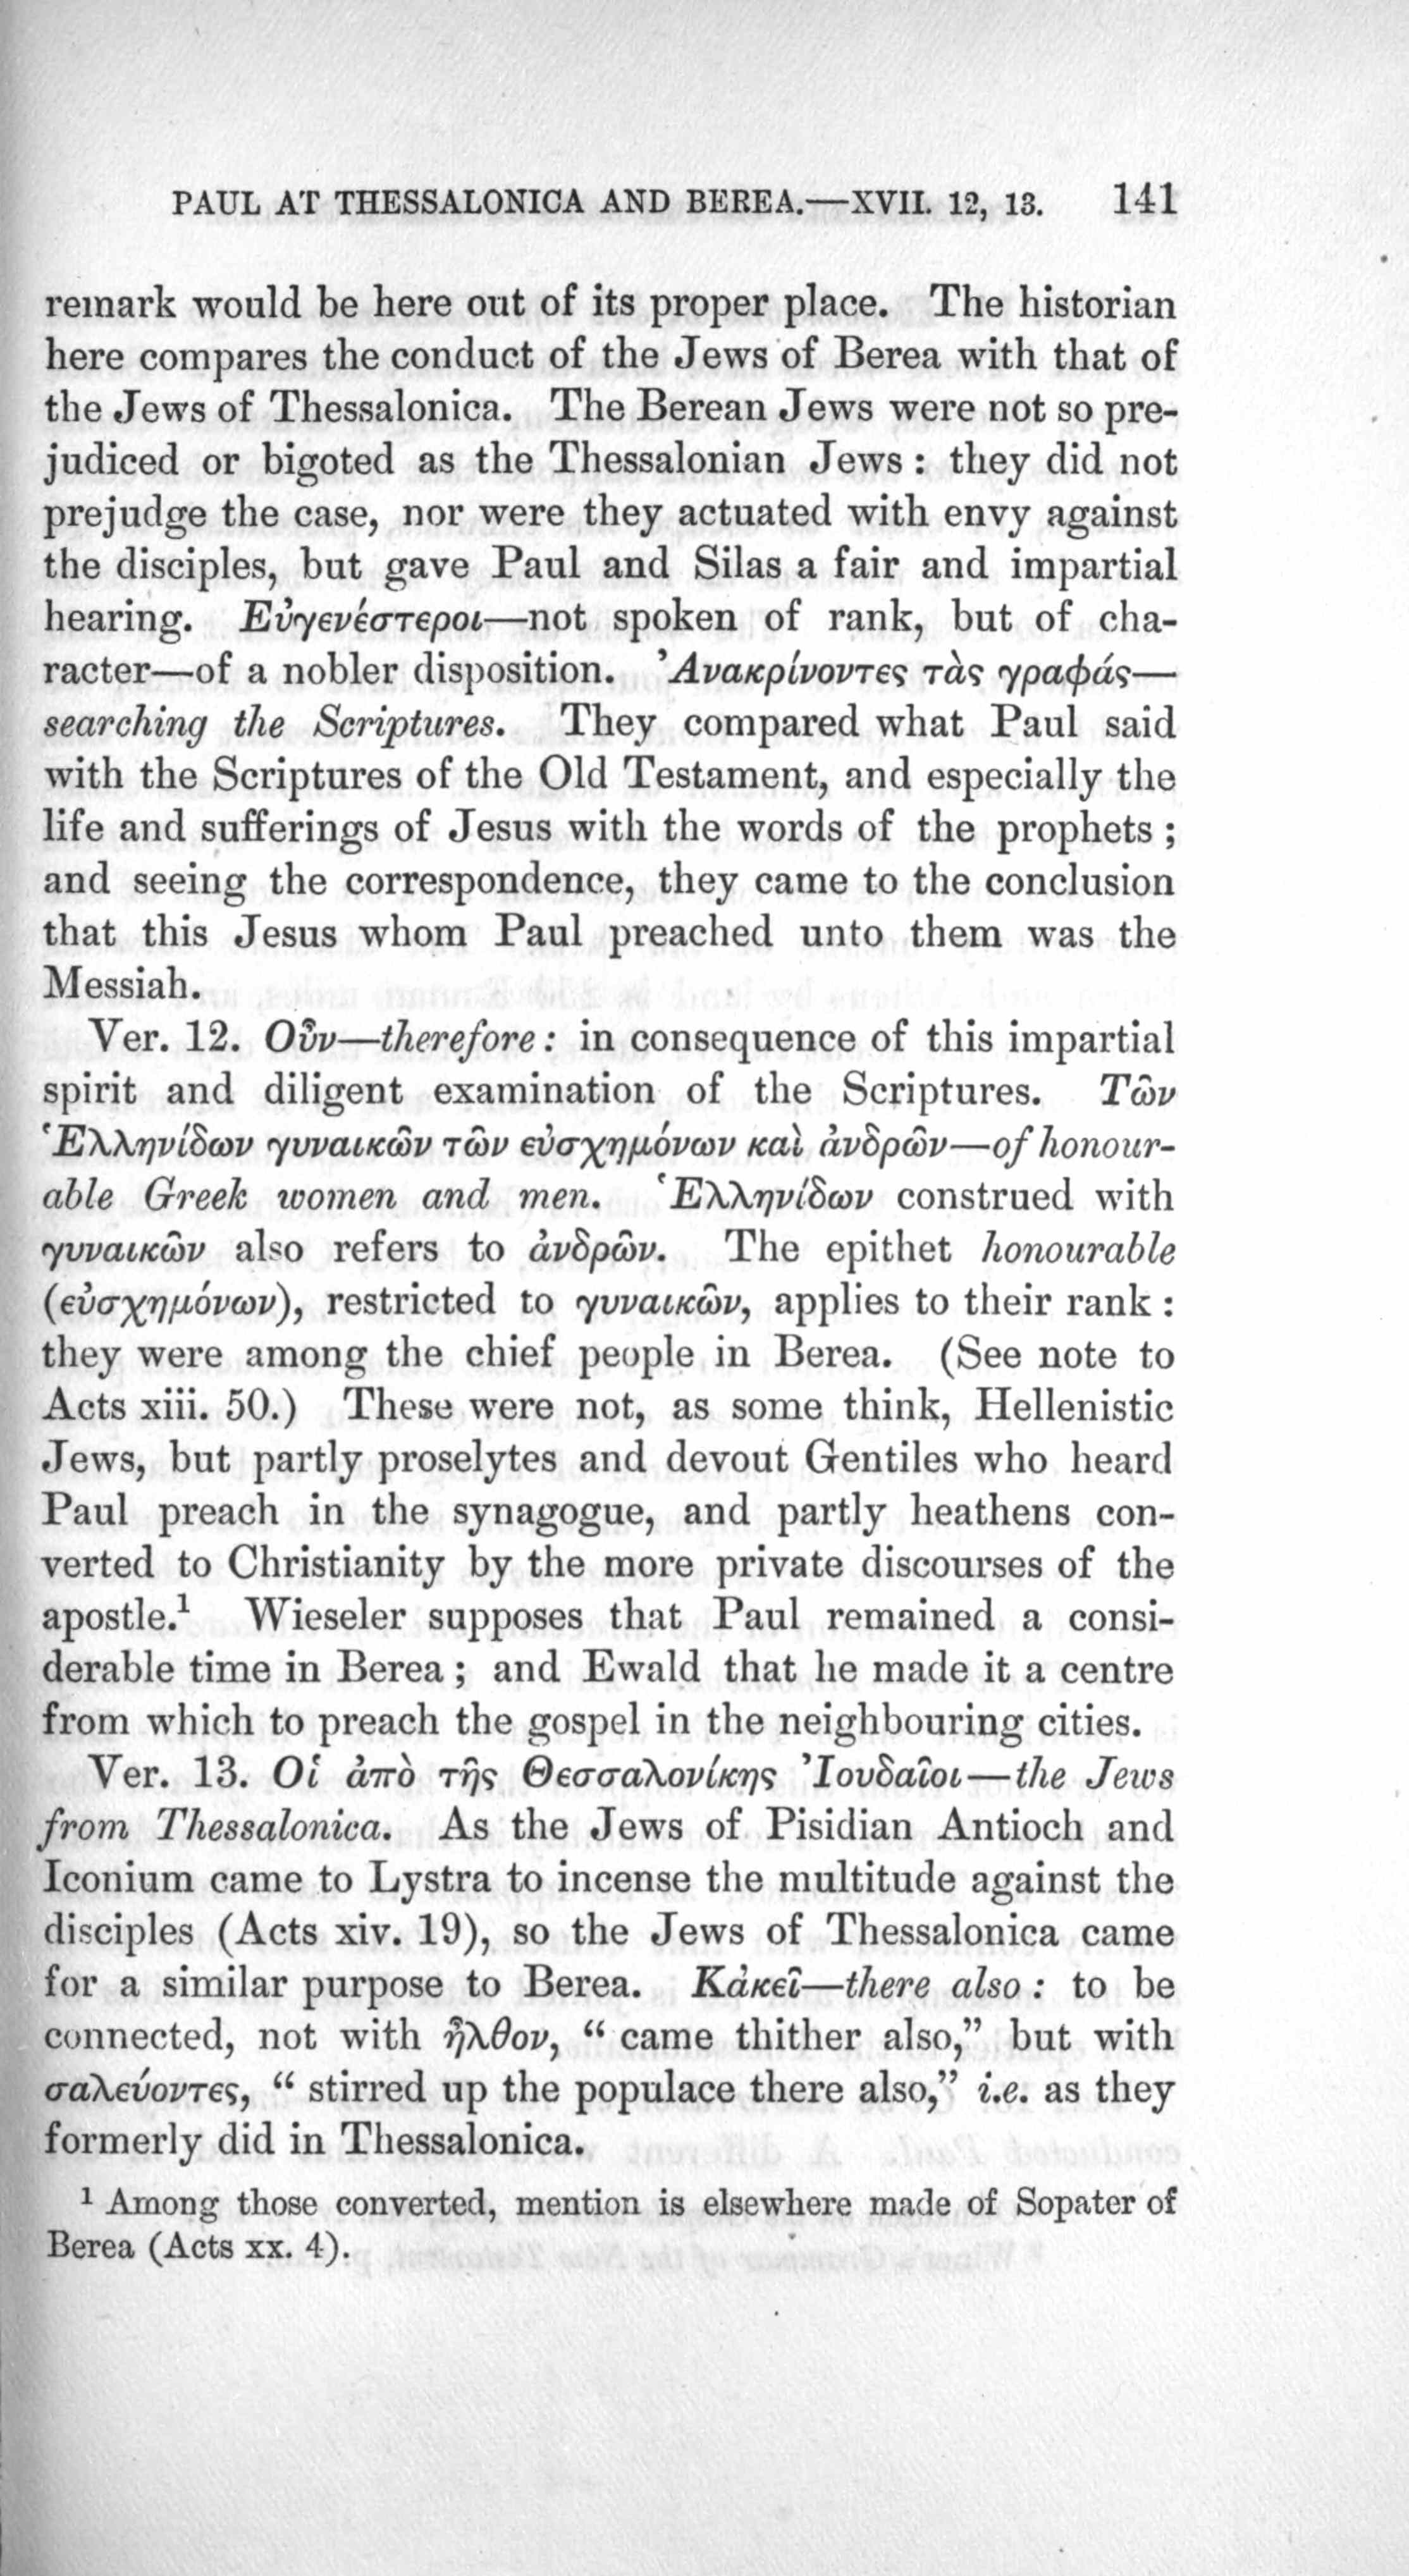 PAUL AT THESSALONICA AND BEREA.—XVII. 12, 13. 141
remark would be here out of its proper place. The historian
here compares the conduct of the Jews of Berea with that of
the Jews of Thessalonica. The Berean Jews were not so pre-
judiced or bigoted as the Thessalonian Jews : they did not
prejudge the case, nor were they actuated with envy against
the disciples, but gave Paul and Silas a fair and impartial
hearing. Εὐγενέστεροι—not spoken of rank, but of cha-
racter—of a nobler disposition. Ἀνακρίνοντες τὰς γραφάς—
searching the Scriptures. They compared what Paul said
with the Scriptures of the Old Testament, and especially the
life and sufferings of Jesus with the words of the prophets ;
and seeing the correspondence, they came to the conclusion
that this Jesus whom Paul preached unto them was the
Messiah.
Ver. 12. Οὖν—therefore : in consequence of this impartial
spirit and diligent examination of the Scriptures. Τῶν
Ἑλληνίδων γυναικῶν τῶν εὐσχημόνων καὶ ἀνδρῶν—of honour-
able Greek women and men. Ἑλληνίδων construed with
γυναικῶν also refers to ἀνδρῶν. The epithet honourable
(εὐσχημόνων), restricted to γυναικῶν, applies to their rank :
they were among the chief people in Berea. (See note to
Acts xiii. 50.) These were not, as some think, Hellenistic
Jews, but partly proselytes and devout Gentiles who heard
Paul preach in the synagogue, and partly heathens con-
verted to Christianity by the more private discourses of the
apostle.¹ Wieseler supposes that Paul remained a consi-
derable time in Berea ; and Ewald that he made it a centre
from which to preach the gospel in the neighbouring cities.
Ver. 13. Οἱ ἀπὸ τῆς Θεσσαλονίκης Ἰουδαῖοι—the Jews
from Thessalonica. As the Jews of Pisidian Antioch and
Iconium came to Lystra to incense the multitude against the
disciples (Acts xiv. 19), so the Jews of Thessalonica came
for a similar purpose to Berea. Κἀκεῖ—there also : to be
connected, not with ἦλθον, “ came thither also,” but with
σαλεύοντες, “ stirred up the populace there also,” i.e. as they
formerly did in Thessalonica.
¹ Among those converted, mention is elsewhere made of Sopater of
Berea (Acts xx. 4).